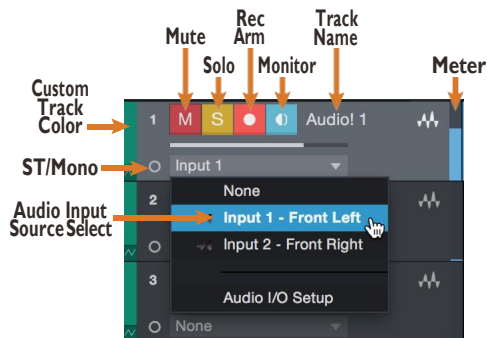 Rec
Arm
Track
Name
Mute
Solo
Monitor
Meter
Custom
Track
Color
1 M S Audio! 1
ST/Mono
Input 1
None
2
Audio Input
Source Select
Input 1 - Front Left
Input 2 - Front Right
3
Audio I/O Setup
None